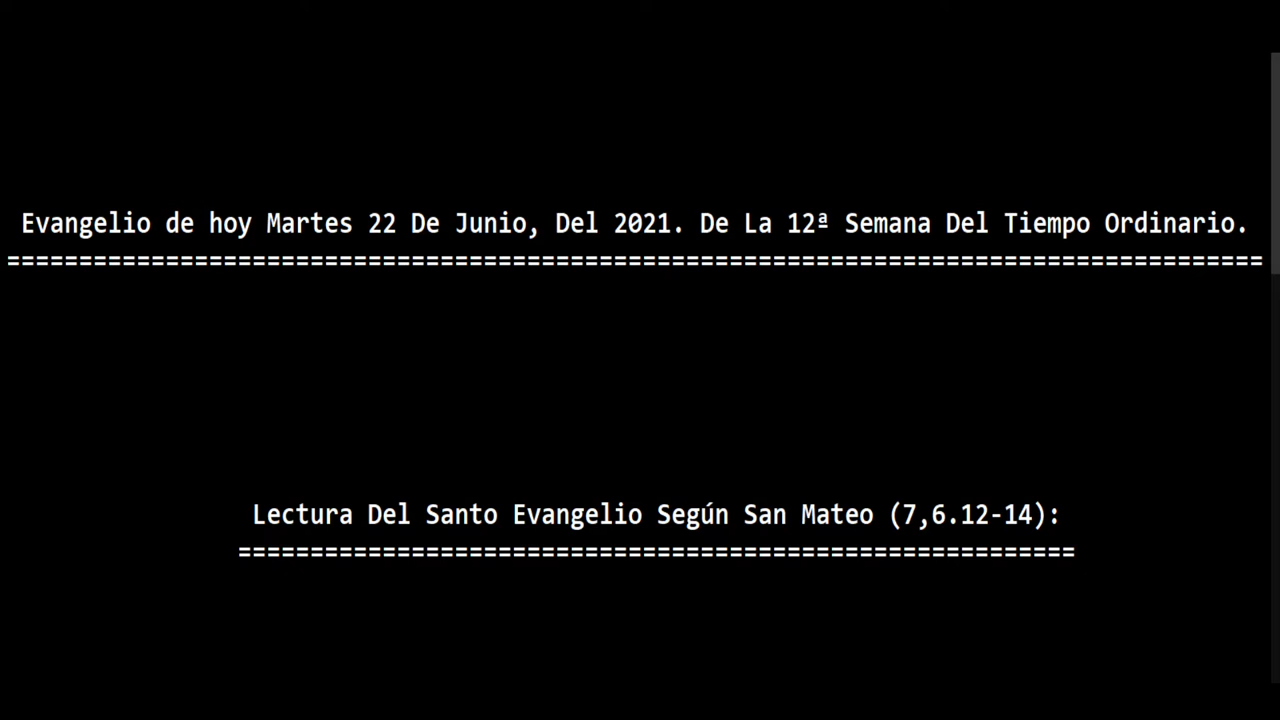 Evangelio de hoy Martes 22 De Junio, Del 2021. De La 12ª Semana Del Tiempo Ordinario.
=======================================================================================
Lectura Del Santo Evangelio Según San Mateo (7,6.12-14):
==========================================================